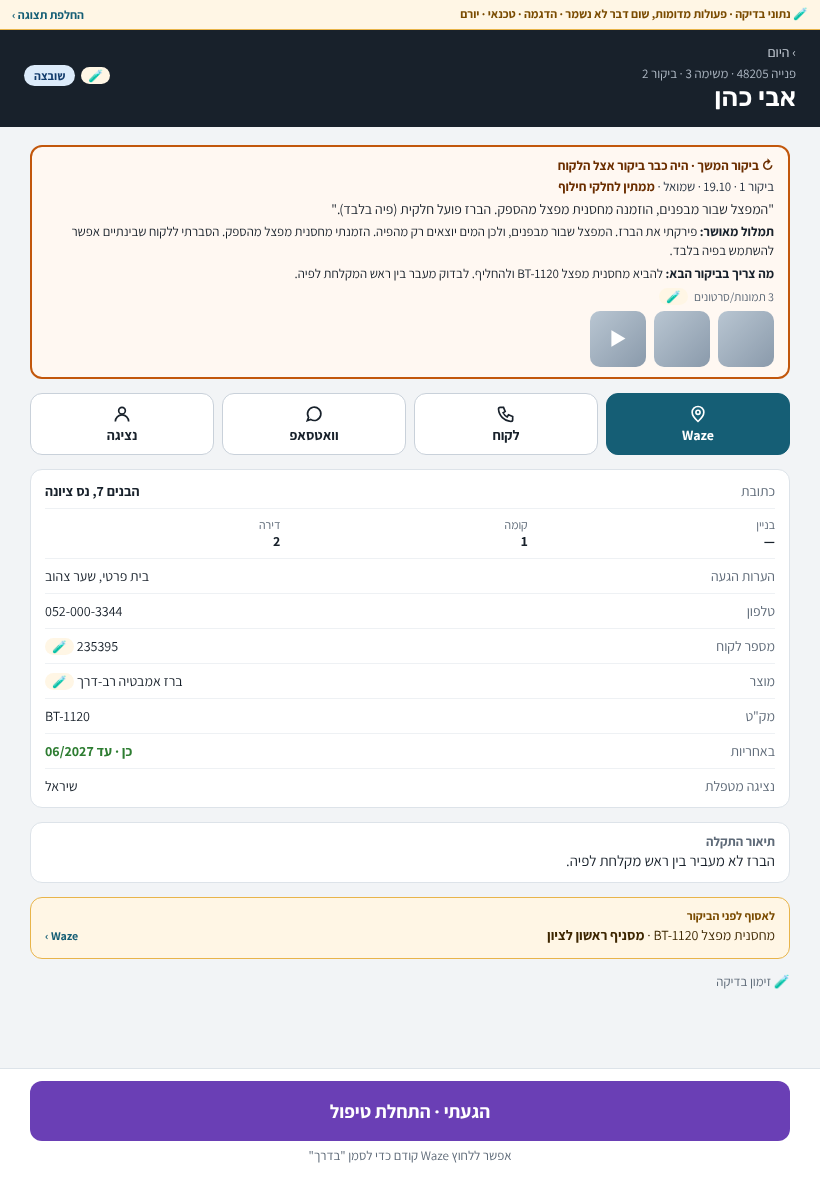 🧪 נתוני בדיקה · פעולות מדומות, שום דבר לא נשמר · הדגמה · טכנאי · יורם
החלפת תצוגה ›
› היום
פנייה 48205 · משימה 3 · ביקור 2
אבי כהן
🧪 שובצה
↻ ביקור המשך · היה כבר ביקור אצל הלקוח
ביקור 1 · 19.10 · שמואל · ממתין לחלקי חילוף
"המפצל שבור מבפנים, הוזמנה מחסנית מפצל מהספק. הברז פועל חלקית (פיה בלבד)."
תמלול מאושר: פירקתי את הברז. המפצל שבור מבפנים, ולכן המים יוצאים רק מהפיה. הזמנתי מחסנית מפצל מהספק. הסברתי ללקוח שבינתיים אפשר
להשתמש בפיה בלבד.
מה צריך בביקור הבא: להביא מחסנית מפצל BT-1120 ולהחליף. לבדוק מעבר בין ראש המקלחת לפיה.
3 תמונות/סרטונים 🧪
Waze
לקוח
וואטסאפ
נציגה
כתובת
הבנים 7, נס ציונה
בניין
—
קומה
1
דירה
2
הערות הגעה
בית פרטי, שער צהוב
טלפון
052-000-3344
מספר לקוח
235395 🧪
מוצר
ברז אמבטיה רב-דרך 🧪
מק"ט
BT-1120
באחריות
כן · עד 06/2027
נציגה מטפלת
שיראל
תיאור התקלה
הברז לא מעביר בין ראש מקלחת לפיה.
לאסוף לפני הביקור
מחסנית מפצל BT-1120 · מסניף ראשון לציון
Waze ›
🧪 זימון בדיקה
הגעתי · התחלת טיפול
אפשר ללחוץ Waze קודם כדי לסמן "בדרך"